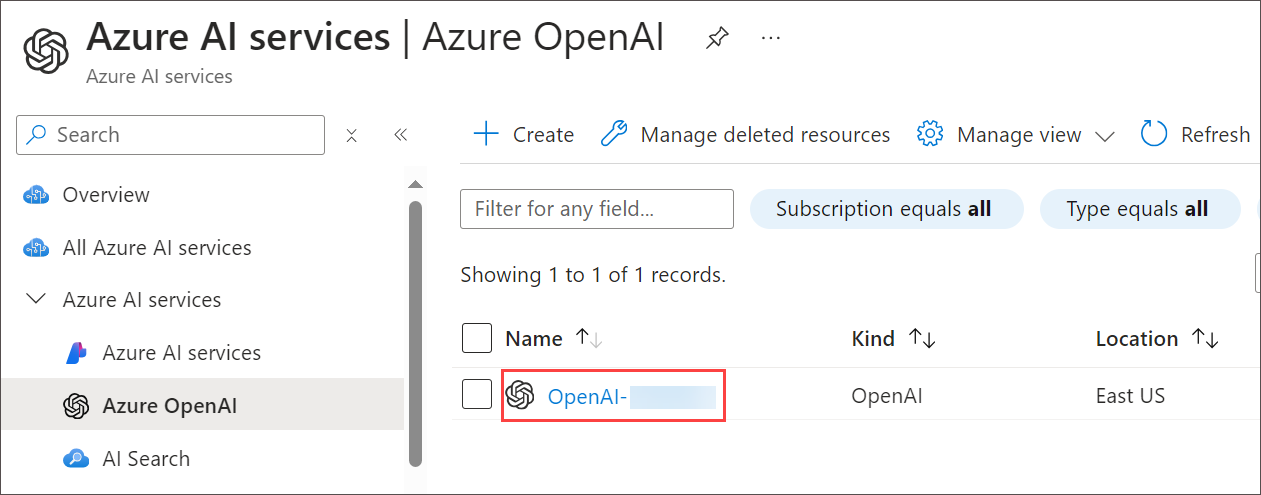 Azure AI services | Azure OpenAI
...
Azure AI services
Search
Create
Manage deleted resources
Manage view
Refresh
Overview
All Azure AI services
Azure AI services
Azure AI services
Azure OpenAI
AI Search
Filter for any field...
Subscription equals all
Type equals all
Showing 1 to 1 of 1 records.
Name
Kind
Location
OpenAI-
OpenAI
East US